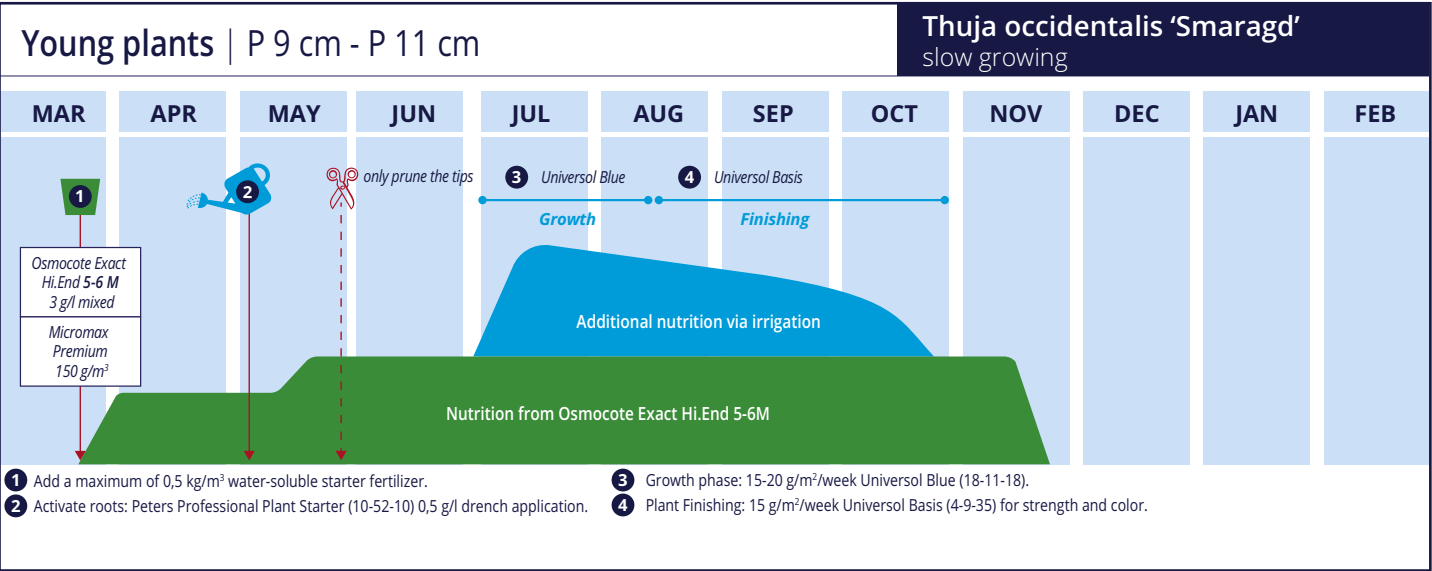 Young plants | P 9 cm - P 11 cm
Thuja occidentalis ‘Smaragd’
slow growing
MAR APR MAY JUN JUL AUG SEP OCT NOV DEC JAN FEB
1
2
only prune the tips
3 Universol Blue
4 Universol Basis
Growth
Finishing
Osmocote Exact
Hi.End 5-6 M
3 g/l mixed
Micromax
Premium
150 g/m³
Additional nutrition via irrigation
Nutrition from Osmocote Exact Hi.End 5-6M
1 Add a maximum of 0,5 kg/m³ water-soluble starter fertilizer.
2 Activate roots: Peters Professional Plant Starter (10-52-10) 0,5 g/l drench application.
3 Growth phase: 15-20 g/m²/week Universol Blue (18-11-18).
4 Plant Finishing: 15 g/m²/week Universol Basis (4-9-35) for strength and color.